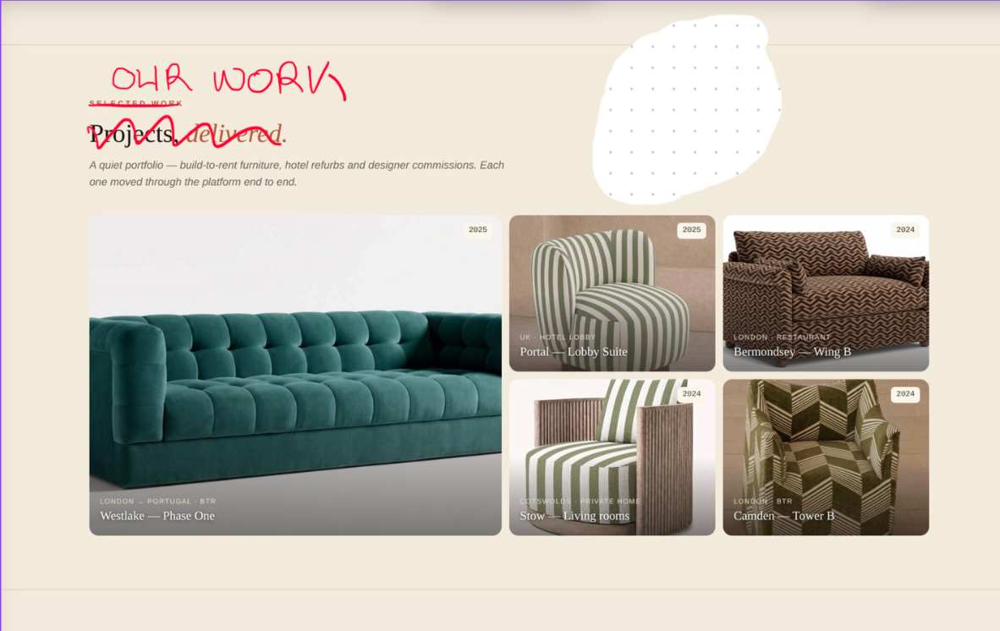 OUR WORK
SELECTED WORK
Projects, delivered.
A quiet portfolio — build-to-rent furniture, hotel refurbs and designer commissions. Each
one moved through the platform end to end.
2025
LONDON → PORTUGAL · BTR
Westlake — Phase One
2025
UK · HOTEL LOBBY
Portal — Lobby Suite
2024
LONDON · RESTAURANT
Bermondsey — Wing B
2024
COTSWOLDS · PRIVATE HOME
Stow — Living rooms
2024
LONDON · BTR
Camden — Tower B